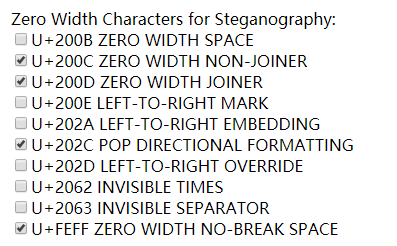 Zero Width Characters for Steganography:
U+200B ZERO WIDTH SPACE
U+200C ZERO WIDTH NON-JOINER
U+200D ZERO WIDTH JOINER
U+200E LEFT-TO-RIGHT MARK
U+202A LEFT-TO-RIGHT EMBEDDING
U+202C POP DIRECTIONAL FORMATTING
U+202D LEFT-TO-RIGHT OVERRIDE
U+2062 INVISIBLE TIMES
U+2063 INVISIBLE SEPARATOR
U+FEFF ZERO WIDTH NO-BREAK SPACE